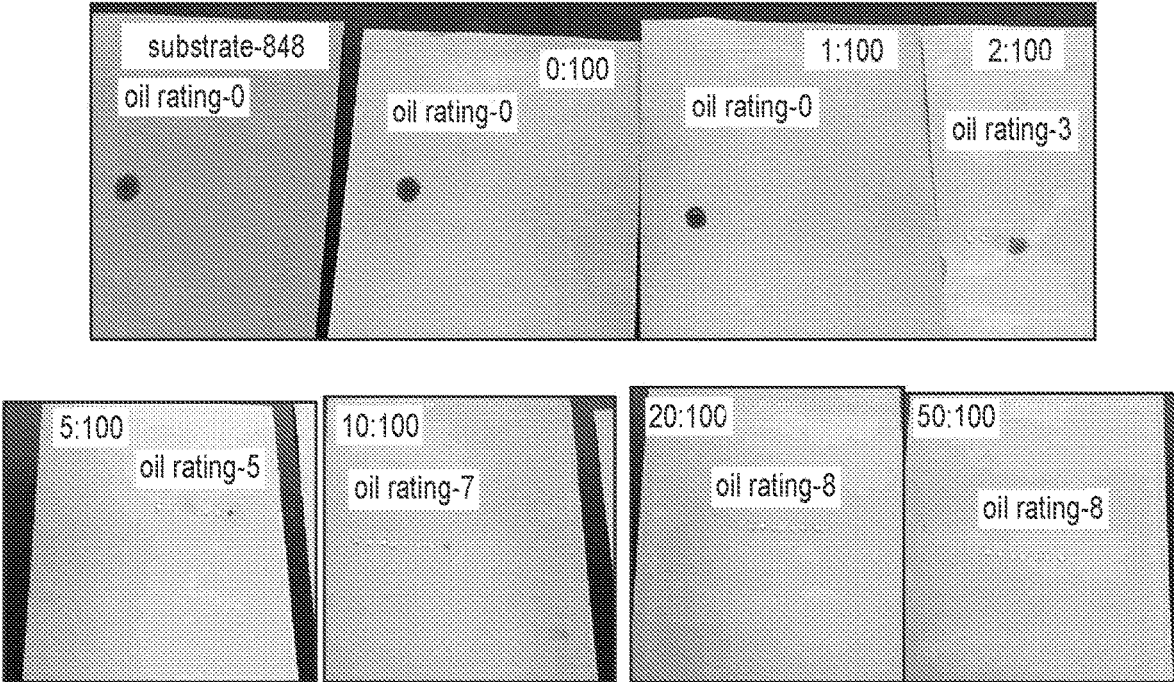 substrate-848
oil rating-0
0:100
oil rating-0
1:100
oil rating-0
2:100
oil rating-3
5:100
oil rating-5
10:100
oil rating-7
20:100
oil rating-8
50:100
oil rating-8